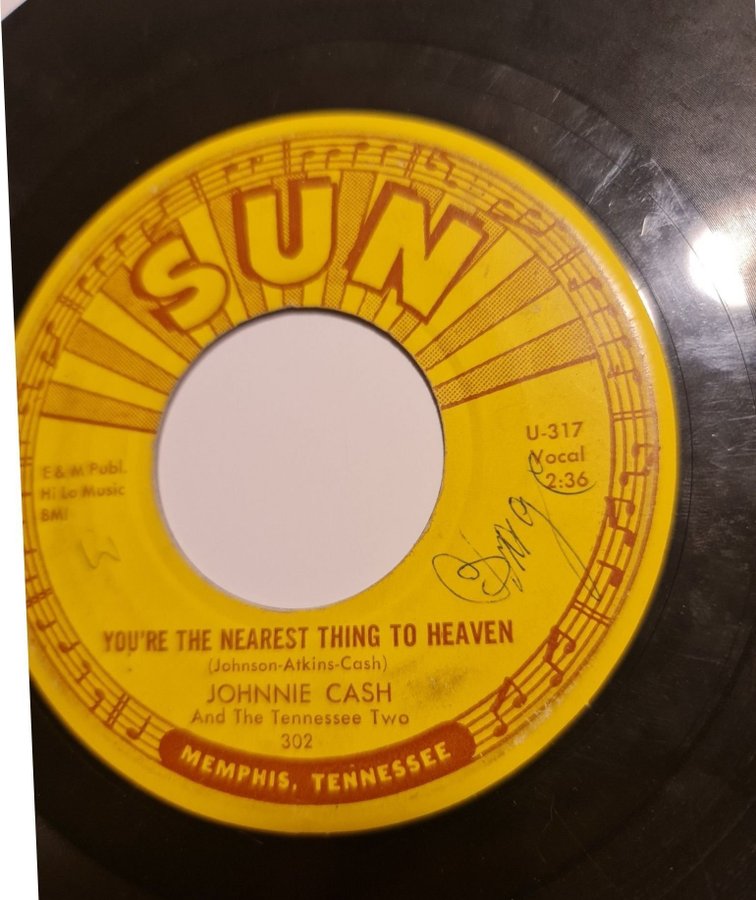 SUN
U-317
Vocal
2:36
E & M Publ.
Hi Lo Music
BMI
YOU'RE THE NEAREST THING TO HEAVEN
(Johnson-Atkins-Cash)
JOHNNIE CASH
And The Tennessee Two
302
MEMPHIS, TENNESSEE